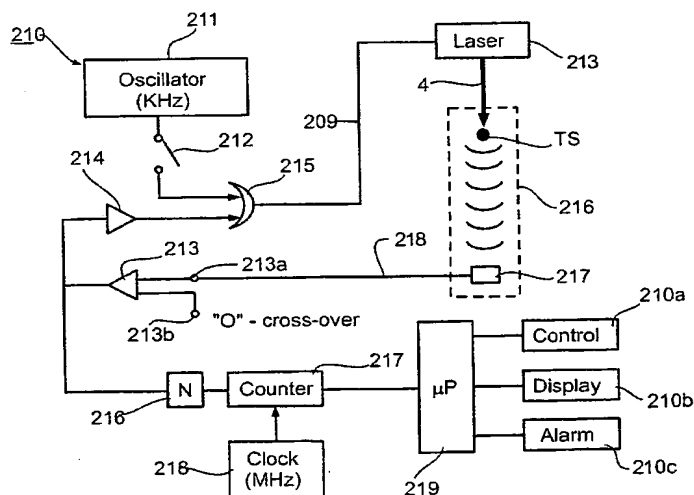 211
210
Oscillator
(KHz)
Laser
213
4
209
212
TS
214
215
216
218
213
213a
217
213b
"O" - cross-over
210a
217
Control
N
Counter
μP
Display
216
210b
218
Clock
(MHz)
Alarm
219
210c